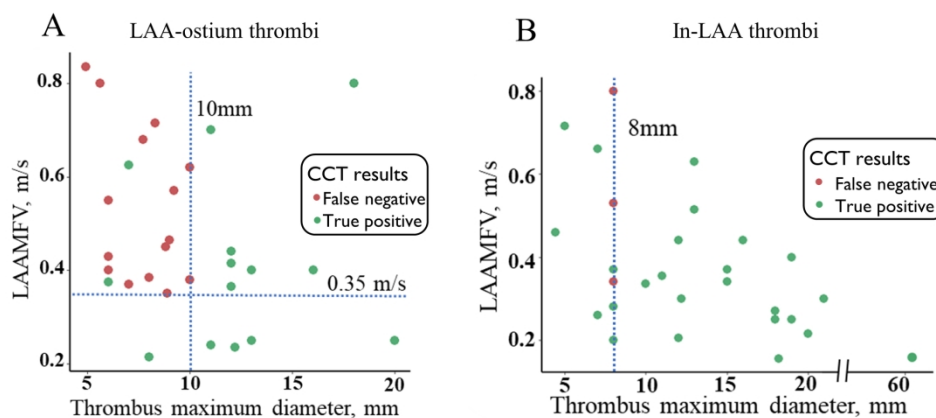 A
LAA-ostium thrombi
LAAMFV, m/s
0.8
0.6
0.4
0.2
10mm
CCT results
False negative
True positive
0.35 m/s
5
10
15
20
Thrombus maximum diameter, mm
B
In-LAA thrombi
LAAMFV, m/s
0.8
0.6
0.4
0.2
8mm
CCT results
False negative
True positive
5
10
15
20
60
Thrombus maximum diameter, mm